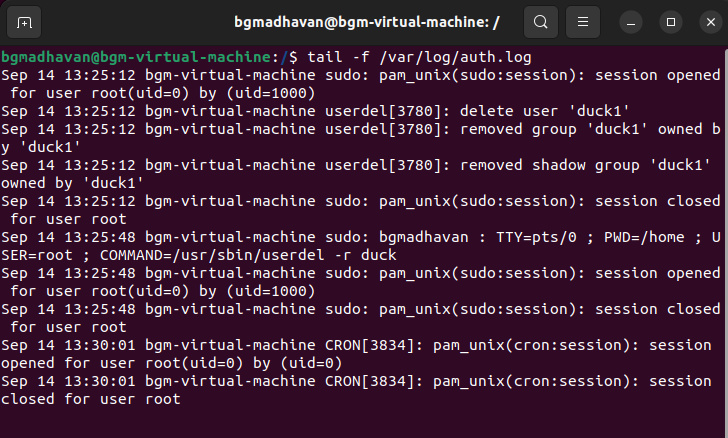 bgmadhavan@bgm-virtual-machine: /
bgmadhavan@bgm-virtual-machine:/$ tail -f /var/log/auth.log
Sep 14 13:25:12 bgm-virtual-machine sudo: pam_unix(sudo:session): session opened
 for user root(uid=0) by (uid=1000)
Sep 14 13:25:12 bgm-virtual-machine userdel[3780]: delete user 'duck1'
Sep 14 13:25:12 bgm-virtual-machine userdel[3780]: removed group 'duck1' owned b
y 'duck1'
Sep 14 13:25:12 bgm-virtual-machine userdel[3780]: removed shadow group 'duck1' 
owned by 'duck1'
Sep 14 13:25:12 bgm-virtual-machine sudo: pam_unix(sudo:session): session closed
 for user root
Sep 14 13:25:48 bgm-virtual-machine sudo: bgmadhavan : TTY=pts/0 ; PWD=/home ; U
SER=root ; COMMAND=/usr/sbin/userdel -r duck
Sep 14 13:25:48 bgm-virtual-machine sudo: pam_unix(sudo:session): session opened
 for user root(uid=0) by (uid=1000)
Sep 14 13:25:48 bgm-virtual-machine sudo: pam_unix(sudo:session): session closed
 for user root
Sep 14 13:30:01 bgm-virtual-machine CRON[3834]: pam_unix(cron:session): session 
opened for user root(uid=0) by (uid=0)
Sep 14 13:30:01 bgm-virtual-machine CRON[3834]: pam_unix(cron:session): session 
closed for user root